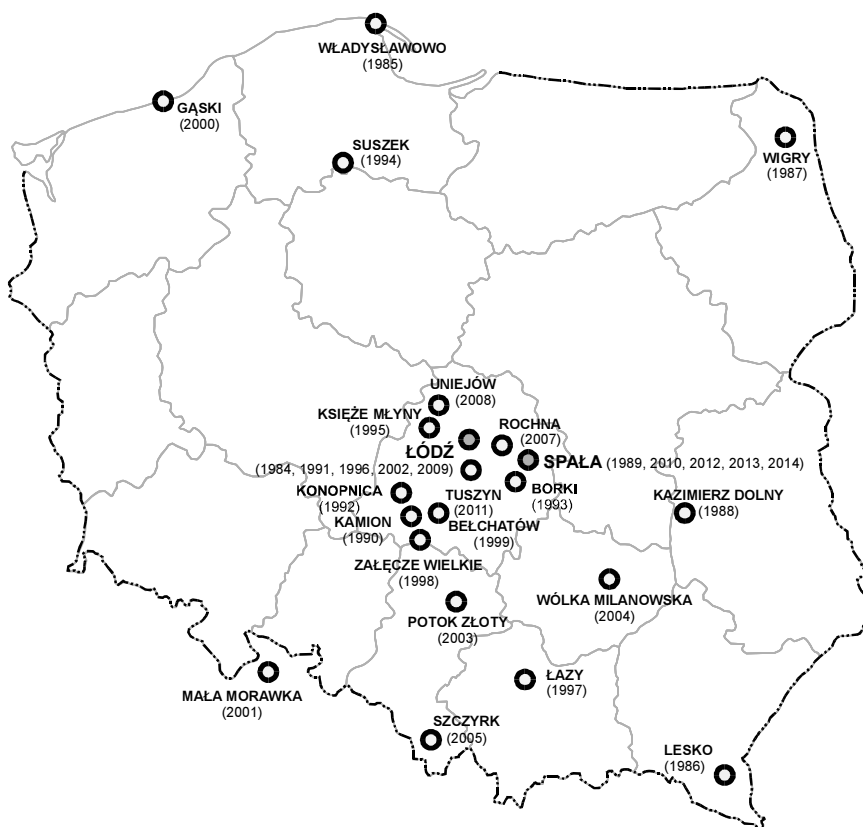 WŁADYSŁAWOWO
(1985)
GĄSKI
(2000)
SUSZEK
(1994)
WIGRY
(1987)
UNIEJÓW
(2008)
KSIĘŻE MŁYNY
(1995)
ROCHNA
(2007)
ŁÓDŹ
(1984, 1991, 1996, 2002, 2009)
SPAŁA (1989, 2010, 2012, 2013, 2014)
KONOPNICA
(1992)
TUSZYN
(2011)
BORKI
(1993)
KAZIMIERZ DOLNY
(1988)
KAMION
(1990)
BEŁCHATÓW
(1999)
ZAŁĘCZE WIELKIE
(1998)
WÓLKA MILANOWSKA
(2004)
POTOK ZŁOTY
(2003)
ŁAZY
(1997)
MAŁA MORAWKA
(2001)
SZCZYRK
(2005)
LESKO
(1986)